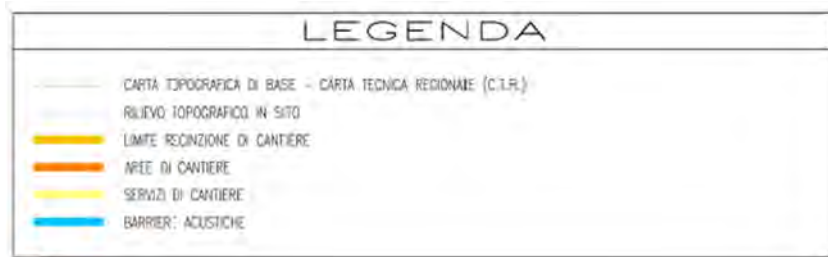 LEGENDA
CARTA TOPOGRAFICA DI BASE - CARTA TECNICA REGIONALE (C.T.R.)
RILIEVO TOPOGRAFICO IN SITO
LIMITE RECINZIONE DI CANTIERE
AREE DI CANTIERE
SERVIZI DI CANTIERE
BARRIERE ACUSTICHE